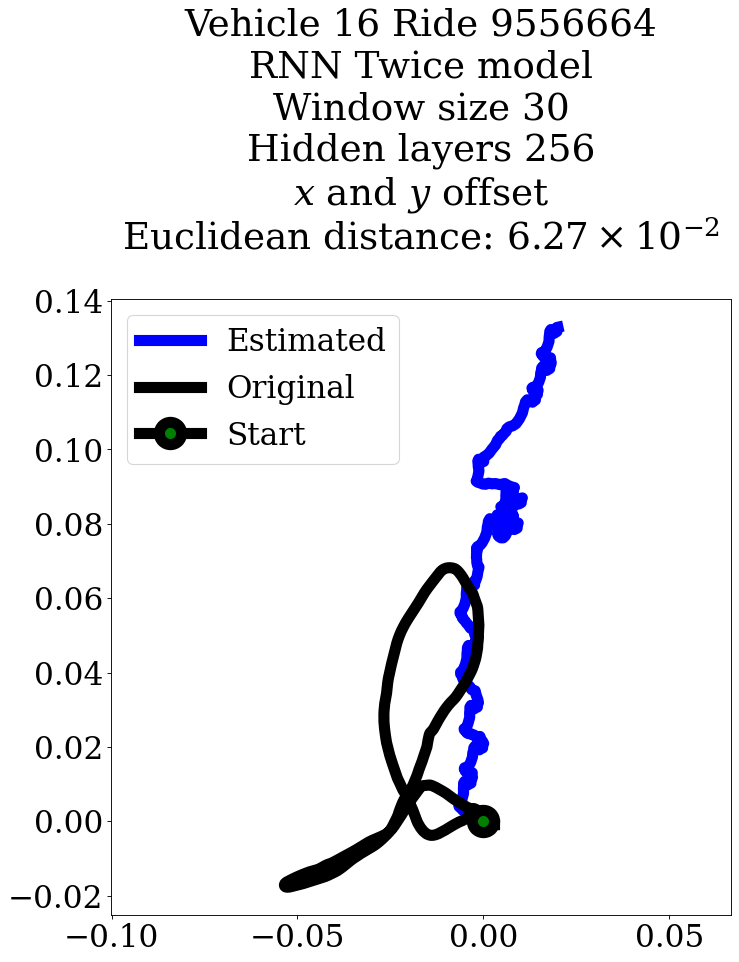 Vehicle 16 Ride 9556664
RNN Twice model
Window size 30
Hidden layers 256
x and y offset
Euclidean distance: 6.27 × 10⁻²
0.14
0.12
0.10
0.08
0.06
0.04
0.02
0.00
−0.02
Estimated
Original
Start
−0.10
−0.05
0.00
0.05